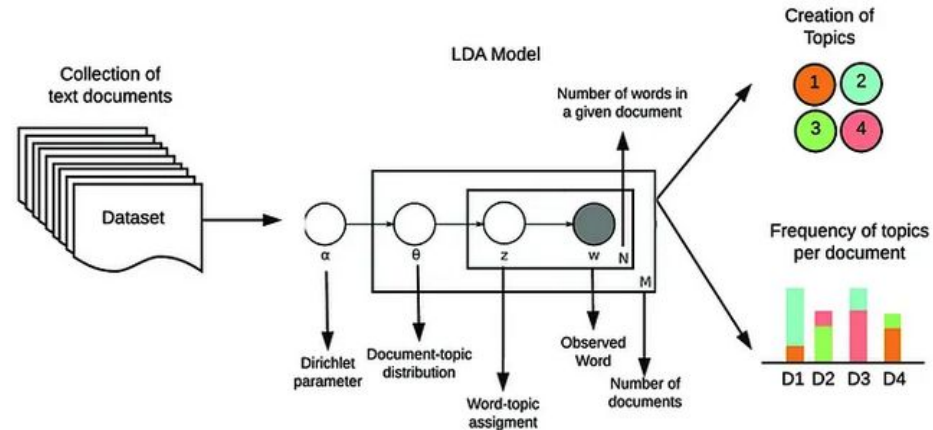 Collection of
text documents
Dataset
LDA Model
Number of words in
a given document
α
θ
z
w
N
M
Dirichlet
parameter
Document-topic
distribution
Word-topic
assigment
Observed
Word
Number of
documents
Creation of
Topics
1 2
3 4
Frequency of topics
per document
D1 D2 D3 D4